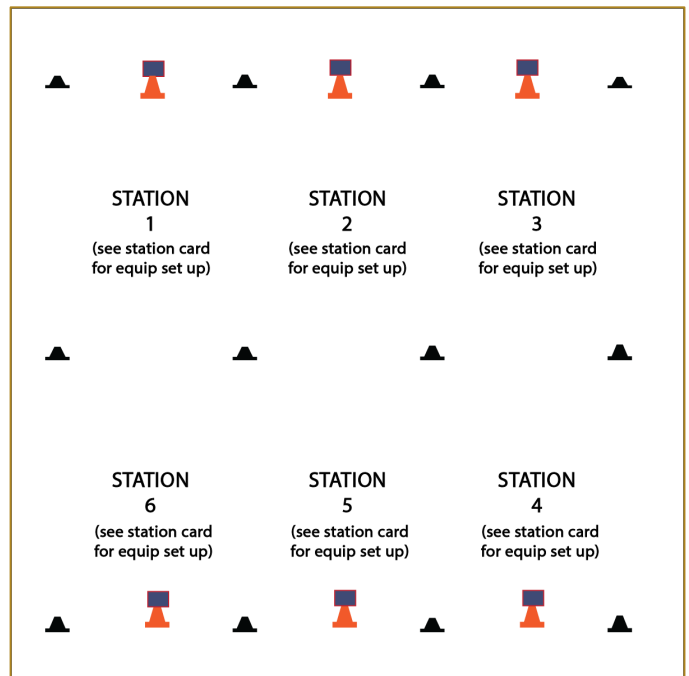 STATION
1
(see station card
for equip set up)
STATION
2
(see station card
for equip set up)
STATION
3
(see station card
for equip set up)
STATION
6
(see station card
for equip set up)
STATION
5
(see station card
for equip set up)
STATION
4
(see station card
for equip set up)